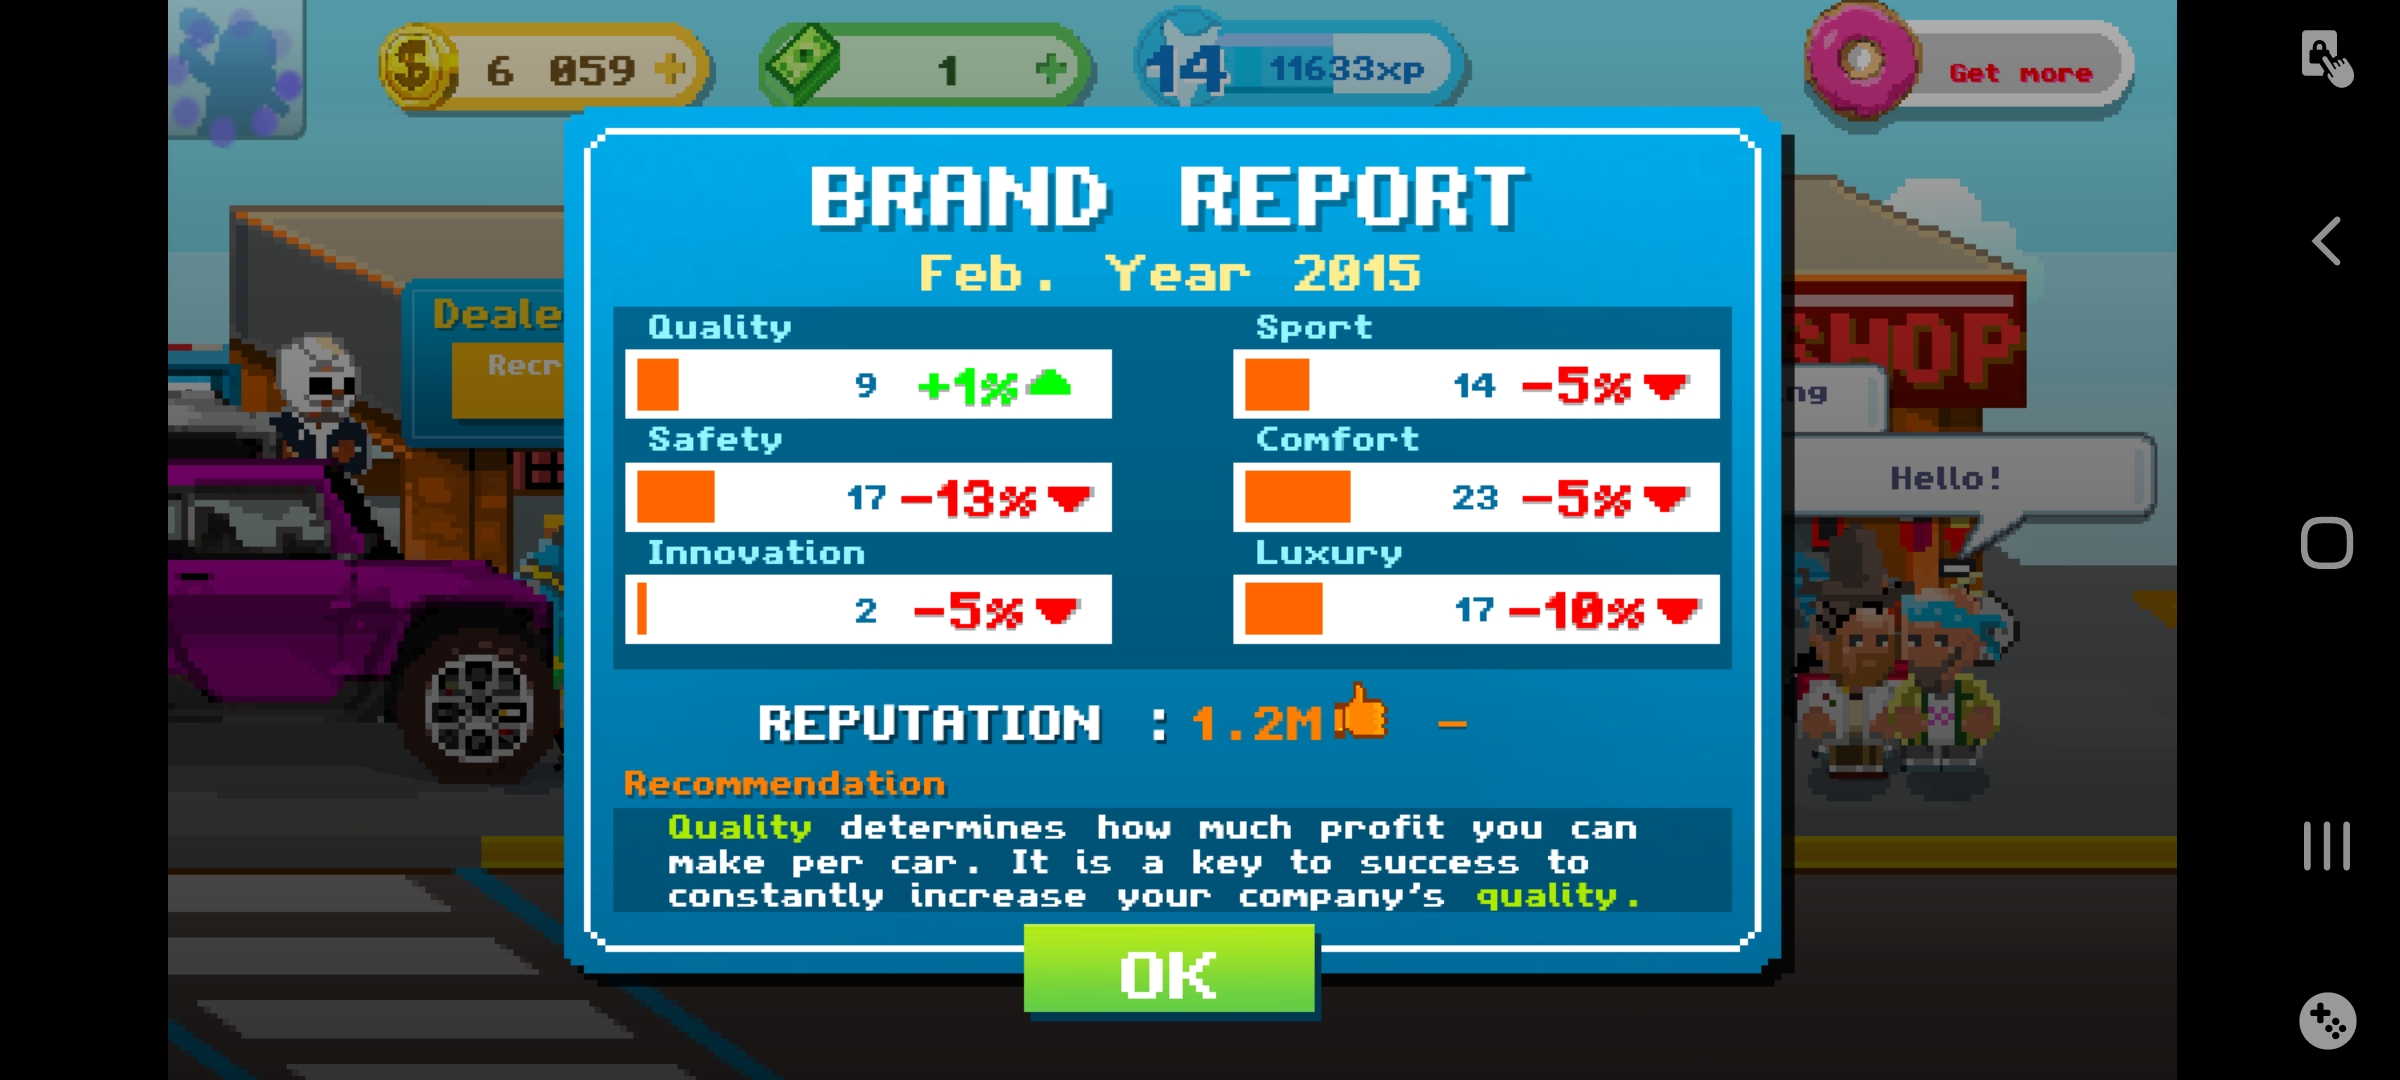 6 059 +
1 +
14 11633xp
Get more
BRAND REPORT
Feb. Year 2015
Quality
9 +1%
Sport
14 -5%
Safety
17 -13%
Comfort
23 -5%
Innovation
2 -5%
Luxury
17 -10%
REPUTATION : 1.2M -
Recommendation
Quality determines how much profit you can
make per car. It is a key to success to
constantly increase your company's quality.
OK
Deale
Recr
SHOP
ng
Hello!